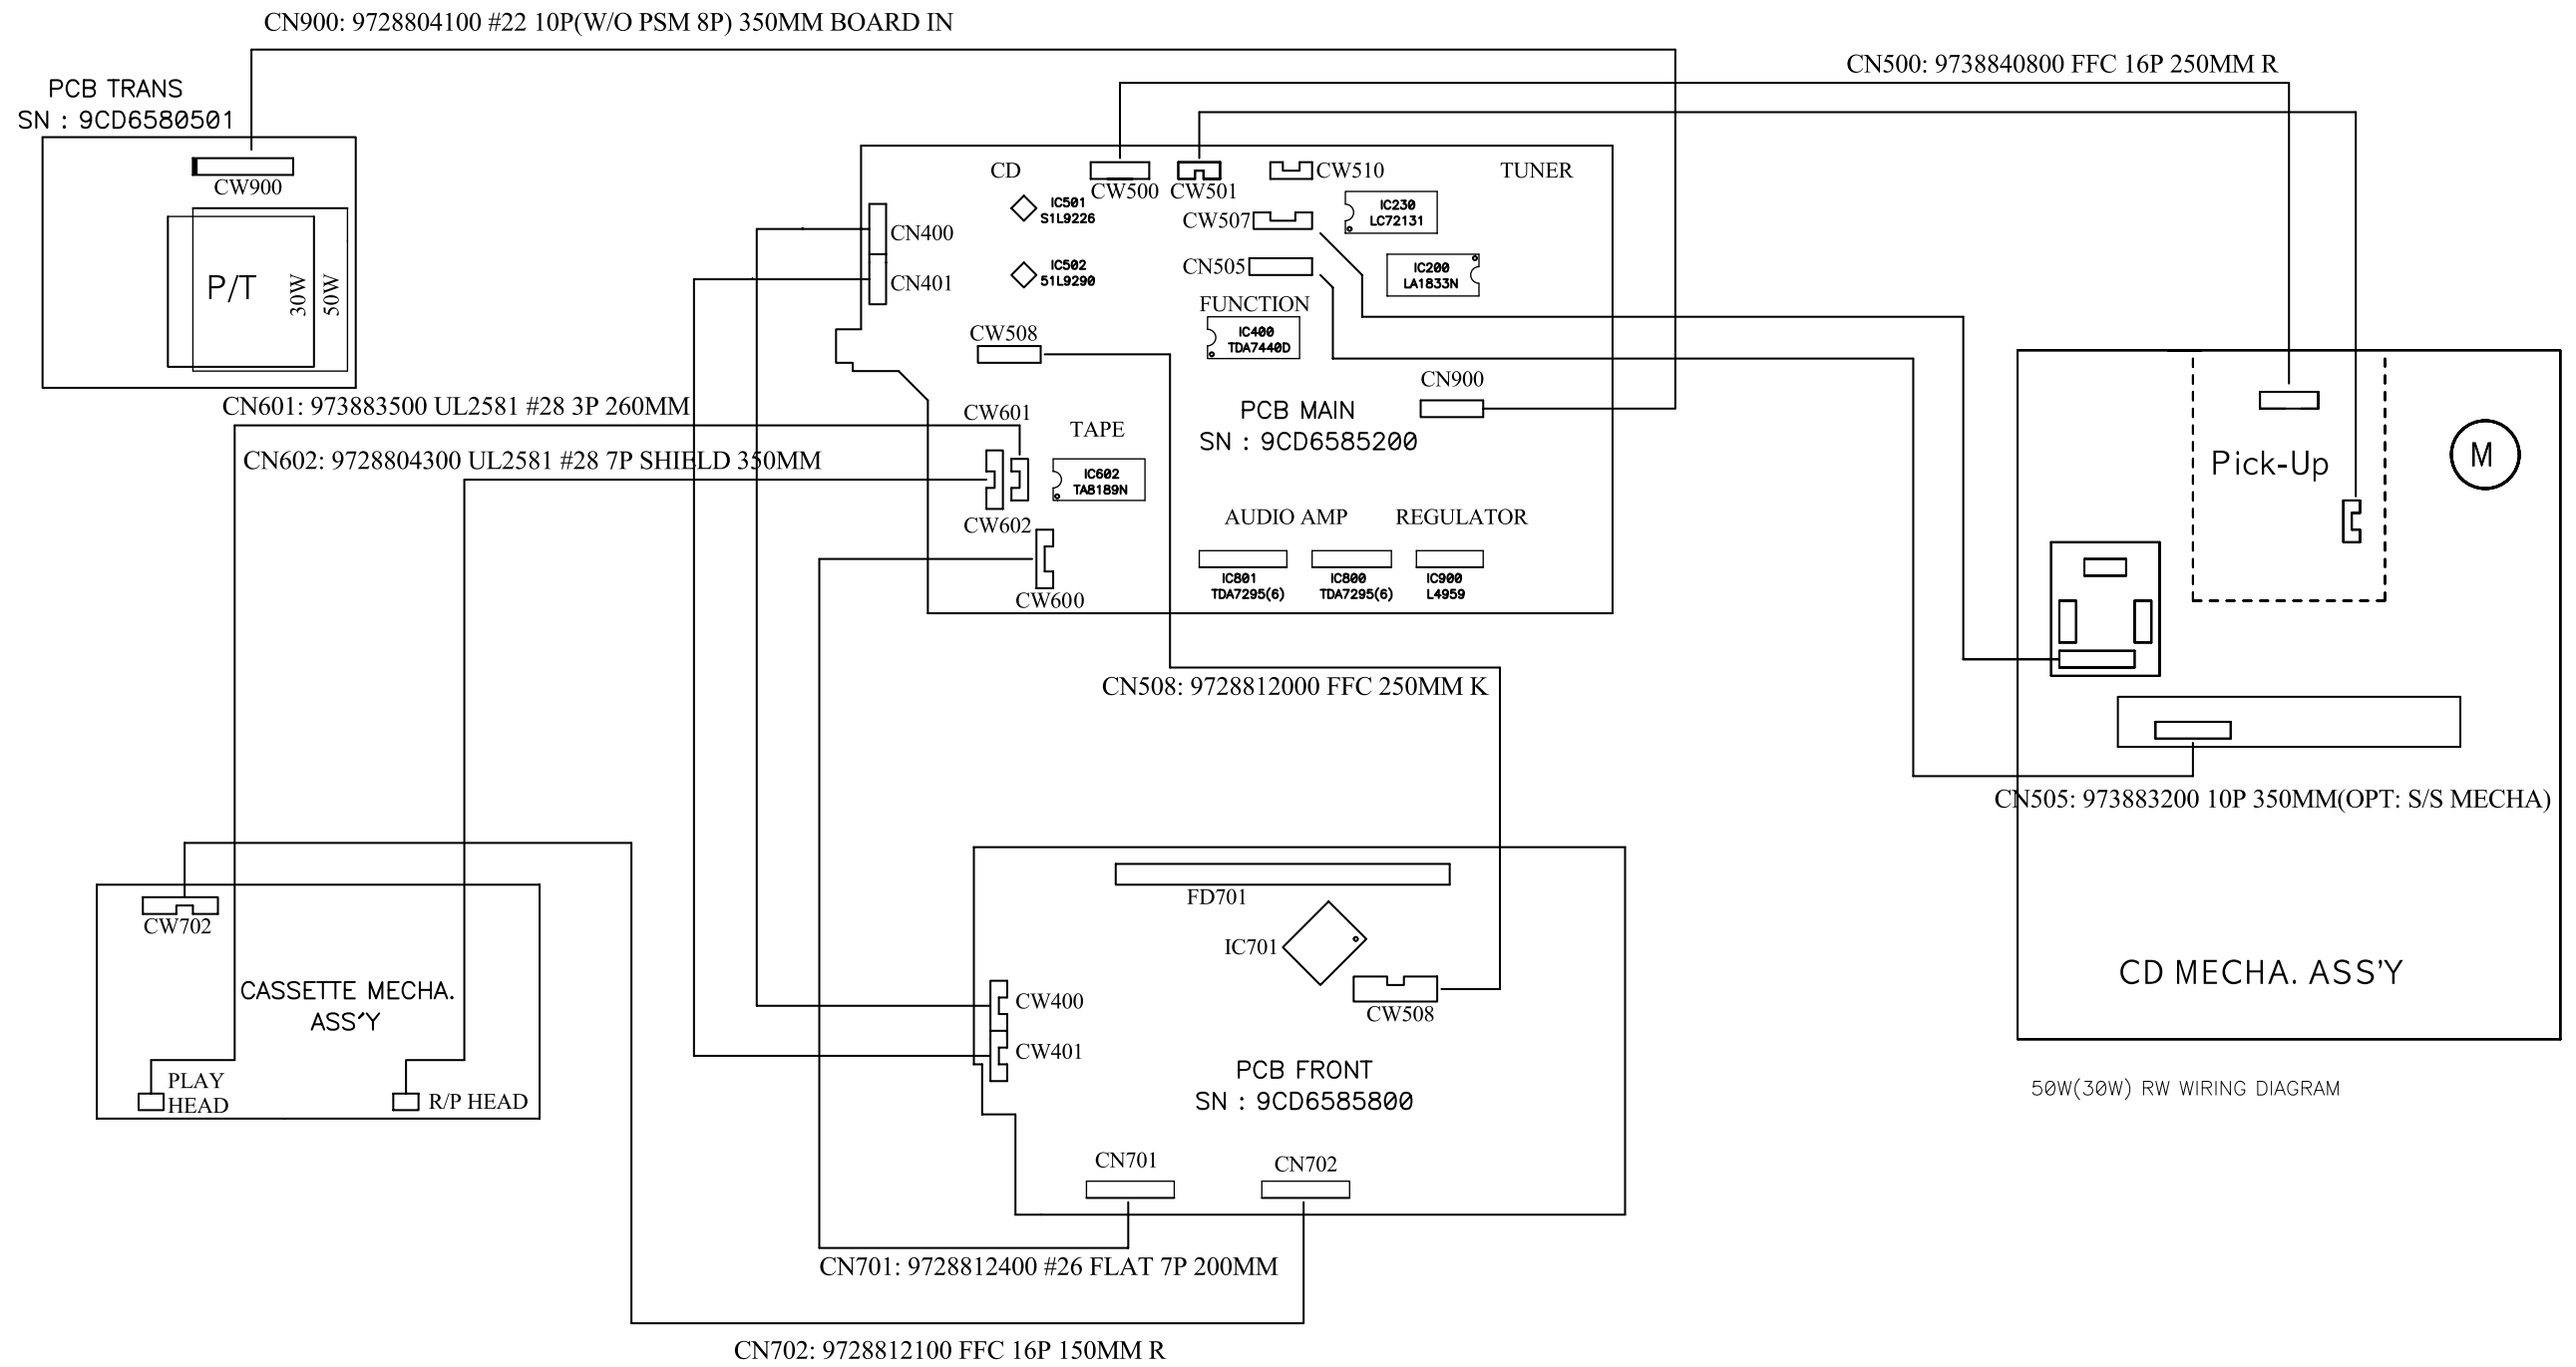 CN900: 9728804100 #22 10P(W/O PSM 8P) 350MM BOARD IN
CN500: 9738840800 FFC 16P 250MM R
PCB TRANS
SN : 9CD6580501
CW900
P/T
30W
50W
CD
CW500
CW501
CW510
TUNER
IC501
S1L9226
CW507
IC230
LC72131
CN400
IC502
51L9290
CN505
IC200
LA1833N
CN401
FUNCTION
IC400
TDA7440D
CW508
CN900
PCB MAIN
SN : 9CD6585200
CN601: 973883500 UL2581 #28 3P 260MM
CW601
TAPE
CN602: 9728804300 UL2581 #28 7P SHIELD 350MM
IC602
TA8189N
CW602
AUDIO AMP
REGULATOR
IC801
TDA7295(6)
IC800
TDA7295(6)
IC900
L4959
CW600
Pick-Up
M
CN508: 9728812000 FFC 250MM K
CN505: 973883200 10P 350MM(OPT: S/S MECHA)
CD MECHA. ASS'Y
50W(30W) RW WIRING DIAGRAM
CW702
CASSETTE MECHA.
ASS'Y
PLAY
HEAD
R/P HEAD
FD701
IC701
CW508
CW400
CW401
PCB FRONT
SN : 9CD6585800
CN701
CN702
CN701: 9728812400 #26 FLAT 7P 200MM
CN702: 9728812100 FFC 16P 150MM R